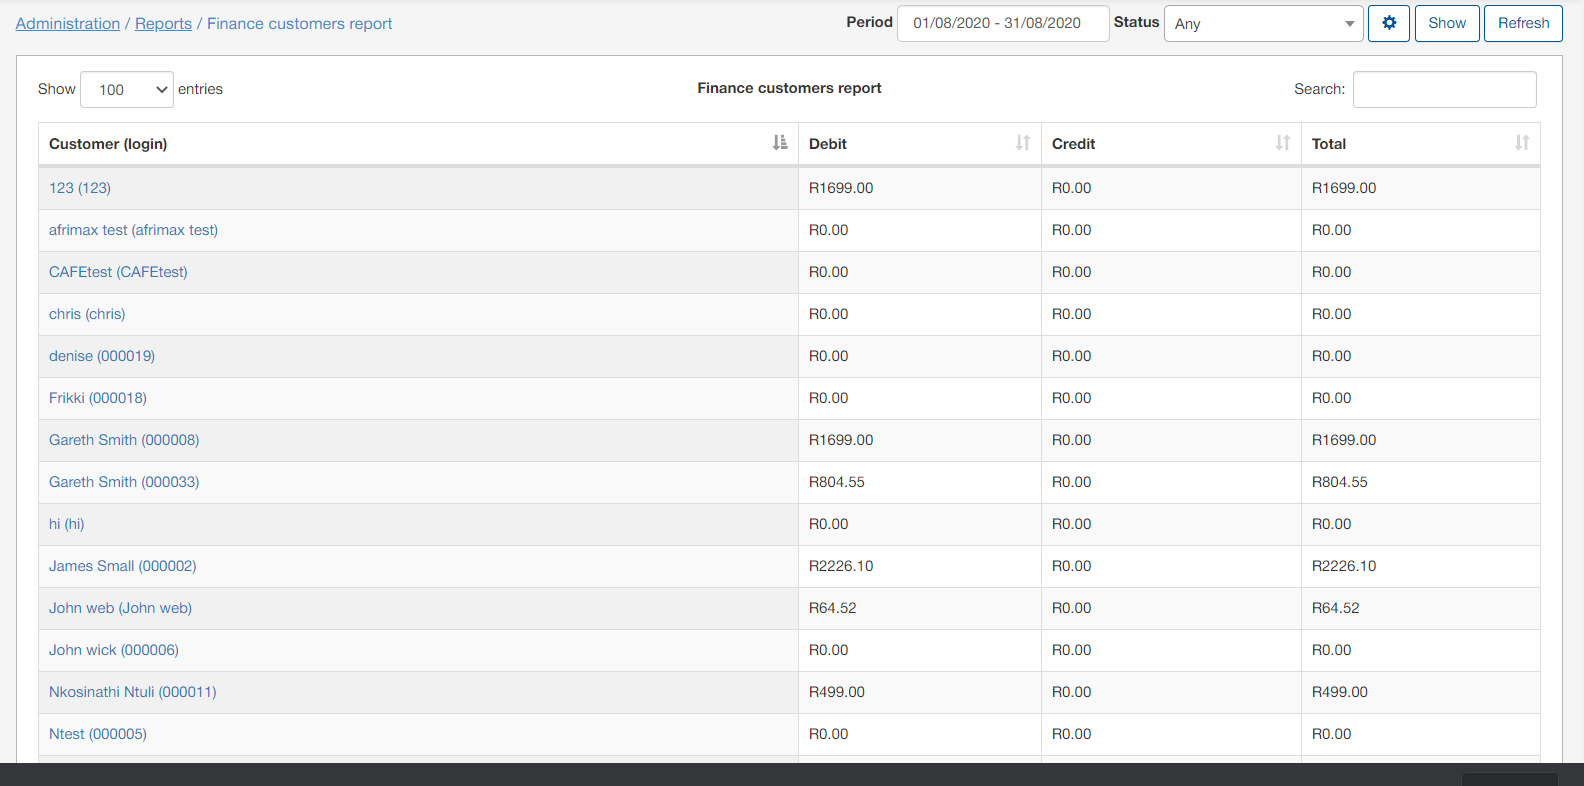 Administration / Reports / Finance customers report Period 01/08/2020 - 31/08/2020 Status Any Show Refresh
Show 100 entries Finance customers report Search:
Customer (login) Debit Credit Total
123 (123) R1699.00 R0.00 R1699.00
afrimax test (afrimax test) R0.00 R0.00 R0.00
CAFEtest (CAFEtest) R0.00 R0.00 R0.00
chris (chris) R0.00 R0.00 R0.00
denise (000019) R0.00 R0.00 R0.00
Frikki (000018) R0.00 R0.00 R0.00
Gareth Smith (000008) R1699.00 R0.00 R1699.00
Gareth Smith (000033) R804.55 R0.00 R804.55
hi (hi) R0.00 R0.00 R0.00
James Small (000002) R2226.10 R0.00 R2226.10
John web (John web) R64.52 R0.00 R64.52
John wick (000006) R0.00 R0.00 R0.00
Nkosinathi Ntuli (000011) R499.00 R0.00 R499.00
Ntest (000005) R0.00 R0.00 R0.00